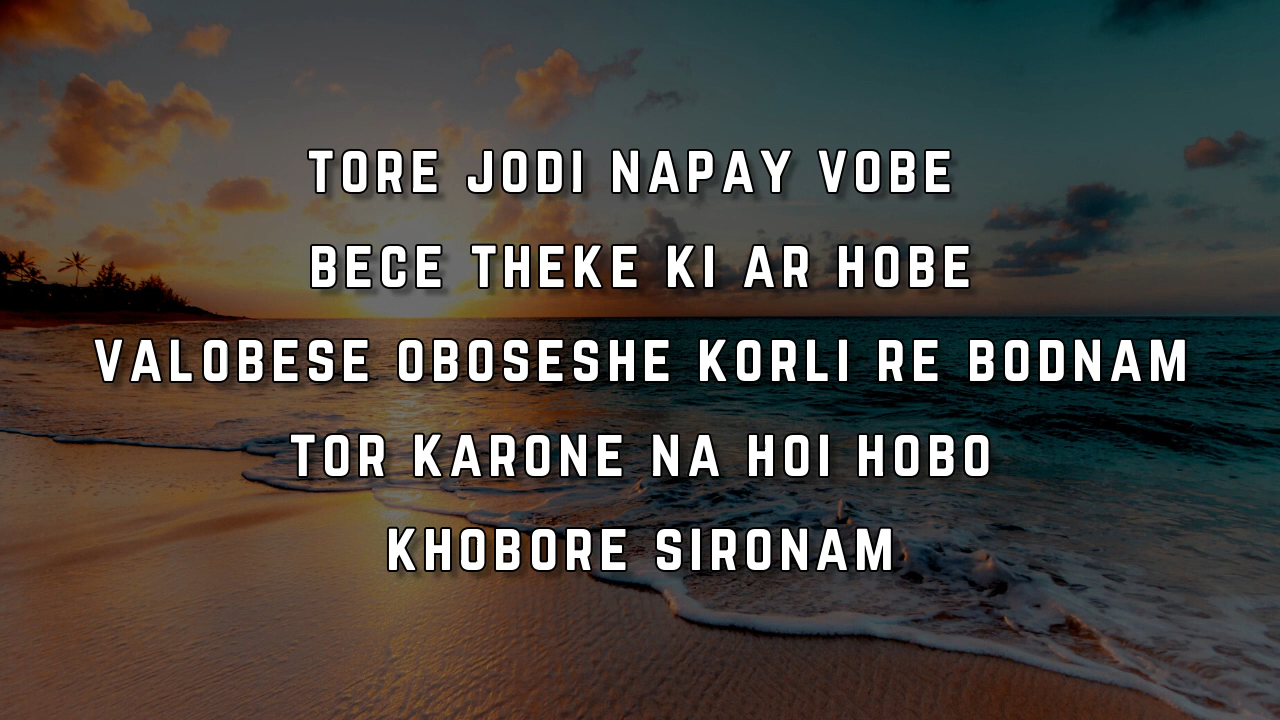 TORE JODI NAPAY VOBE
BECE THEKE KI AR HOBE
VALOBESE OBOSESHE KORLI RE BODNAM
TOR KARONE NA HOI HOBO
KHOBORE SIRONAM